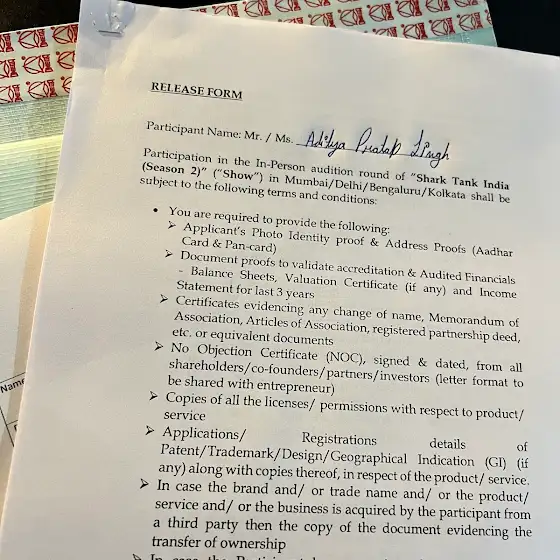 RELEASE FORM
Participant Name: Mr. / Ms. Aditya Pratap Singh
Participation in the In-Person audition round of "Shark Tank India
(Season 2)" ("Show") in Mumbai/Delhi/Bengaluru/Kolkata shall be
subject to the following terms and conditions:
• You are required to provide the following:
➢ Applicant's Photo Identity proof & Address Proofs (Aadhar
Card & Pan-card)
➢ Document proofs to validate accreditation & Audited Financials
- Balance Sheets, Valuation Certificate (if any) and Income
Statement for last 3 years
➢ Certificates evidencing any change of name, Memorandum of
Association, Articles of Association, registered partnership deed,
etc. or equivalent documents
➢ No Objection Certificate (NOC), signed & dated, from all
shareholders/co-founders/partners/investors (letter format to
be shared with entrepreneur)
➢ Copies of all the licenses/ permissions with respect to product/
service
➢ Applications/ Registrations details of
Patent/Trademark/Design/Geographical Indication (GI) (if
any) along with copies thereof, in respect of the product/ service.
➢ In case the brand and/ or trade name and/ or the product/
service and/ or the business is acquired by the participant from
a third party then the copy of the document evidencing the
transfer of ownership
➢ In case the
Name